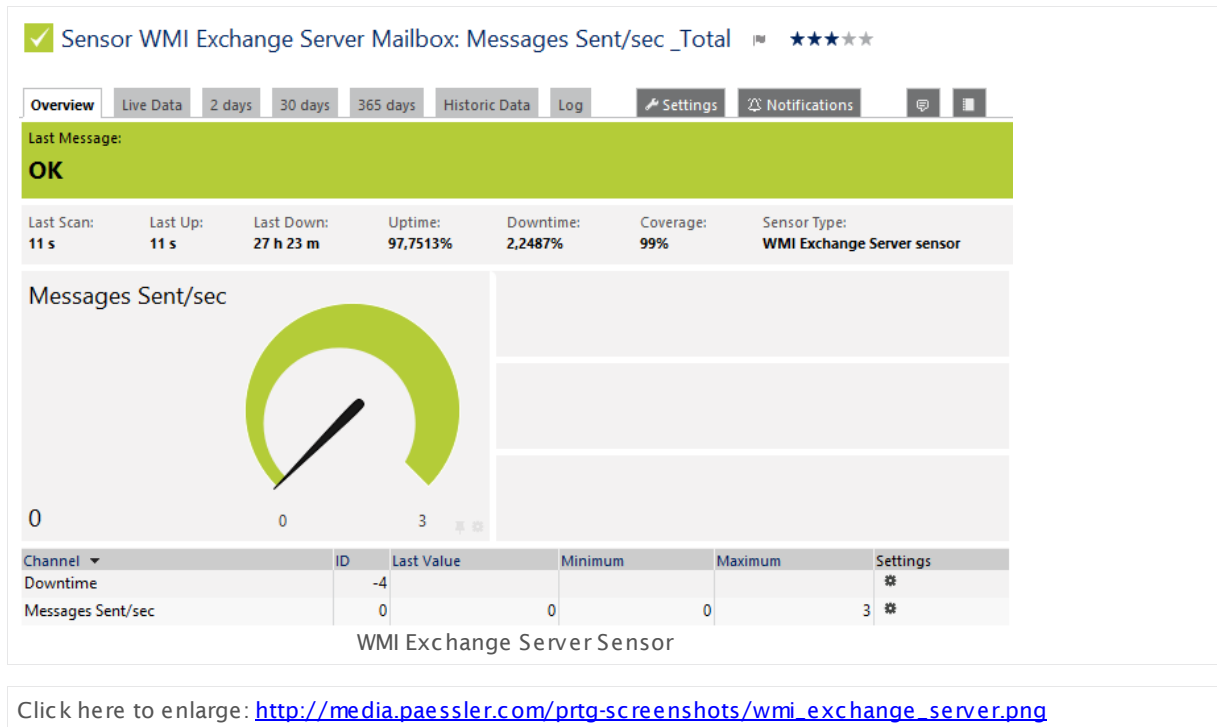 Sensor WMI Exchange Server Mailbox: Messages Sent/sec _Total
Overview Live Data 2 days 30 days 365 days Historic Data Log Settings Notifications
Last Message:
OK
Last Scan: Last Up: Last Down: Uptime: Downtime: Coverage: Sensor Type:
11 s 11 s 27 h 23 m 97,7513% 2,2487% 99% WMI Exchange Server sensor
Messages Sent/sec
0 0 3
Channel ID Last Value Minimum Maximum Settings
Downtime -4
Messages Sent/sec 0 0 0 3
WMI Exchange Server Sensor
Click here to enlarge: http://media.paessler.com/prtg-screenshots/wmi_exchange_server.png